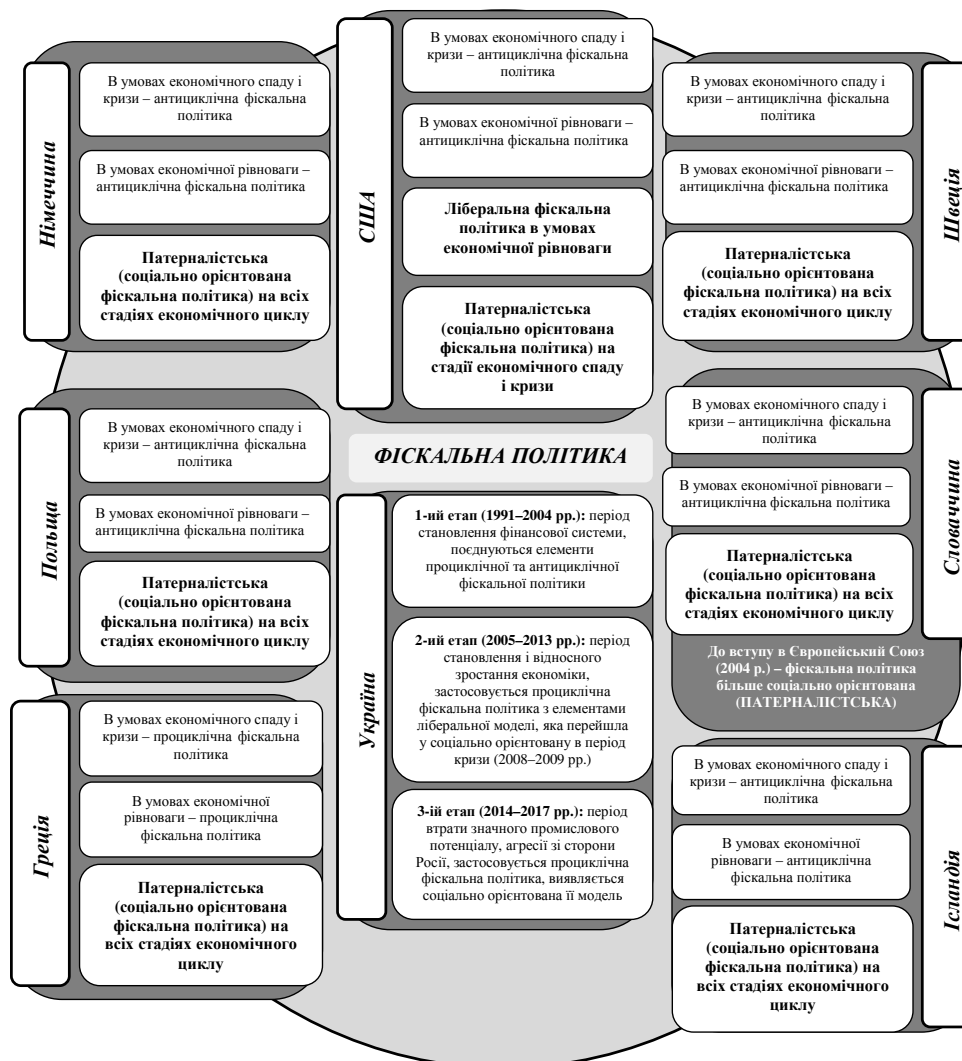 Німеччина
В умовах економічного спаду і
кризи – антициклічна фіскальна
політика
В умовах економічної рівноваги –
антициклічна фіскальна політика
Патерналістська
(соціально орієнтована
фіскальна політика) на всіх
стадіях економічного циклу
США
В умовах економічного спаду і
кризи – антициклічна фіскальна
політика
В умовах економічної рівноваги –
антициклічна фіскальна політика
Ліберальна фіскальна
політика в умовах
економічної рівноваги
Патерналістська
(соціально орієнтована
фіскальна політика) на
стадії економічного спаду
і кризи
Швеція
В умовах економічного спаду і
кризи – антициклічна фіскальна
політика
В умовах економічної рівноваги –
антициклічна фіскальна політика
Патерналістська
(соціально орієнтована
фіскальна політика) на всіх
стадіях економічного циклу
ФІСКАЛЬНА ПОЛІТИКА
Польща
В умовах економічного спаду і
кризи – антициклічна фіскальна
політика
В умовах економічної рівноваги –
антициклічна фіскальна політика
Патерналістська
(соціально орієнтована
фіскальна політика) на всіх
стадіях економічного циклу
Словаччина
В умовах економічного спаду і
кризи – антициклічна фіскальна
політика
В умовах економічної рівноваги –
антициклічна фіскальна політика
Патерналістська
(соціально орієнтована
фіскальна політика) на всіх
стадіях економічного циклу
До вступу в Європейський Союз
(2004 р.) – фіскальна політика
більше соціально орієнтована
(ПАТЕРНАЛІСТСЬКА)
Україна
1-ий етап (1991–2004 рр.): період
становлення фінансової системи,
поєднуються елементи
проциклічної та антициклічної
фіскальної політики
2-ий етап (2005–2013 рр.): період
становлення і відносного
зростання економіки,
застосовується проциклічна
фіскальна політика з елементами
ліберальної моделі, яка перейшла
у соціально орієнтовану в період
кризи (2008–2009 рр.)
3-ій етап (2014–2017 рр.): період
втрати значного промислового
потенціалу, агресії зі сторони
Росії, застосовується проциклічна
фіскальна політика, виявляється
соціально орієнтована її модель
Греція
В умовах економічного спаду і
кризи – проциклічна фіскальна
політика
В умовах економічної
рівноваги – проциклічна
фіскальна політика
Патерналістська
(соціально орієнтована
фіскальна політика) на
всіх стадіях економічного
циклу
Ісландія
В умовах економічного спаду і
кризи – антициклічна фіскальна
політика
В умовах економічної
рівноваги – антициклічна
фіскальна політика
Патерналістська
(соціально орієнтована
фіскальна політика) на
всіх стадіях економічного
циклу